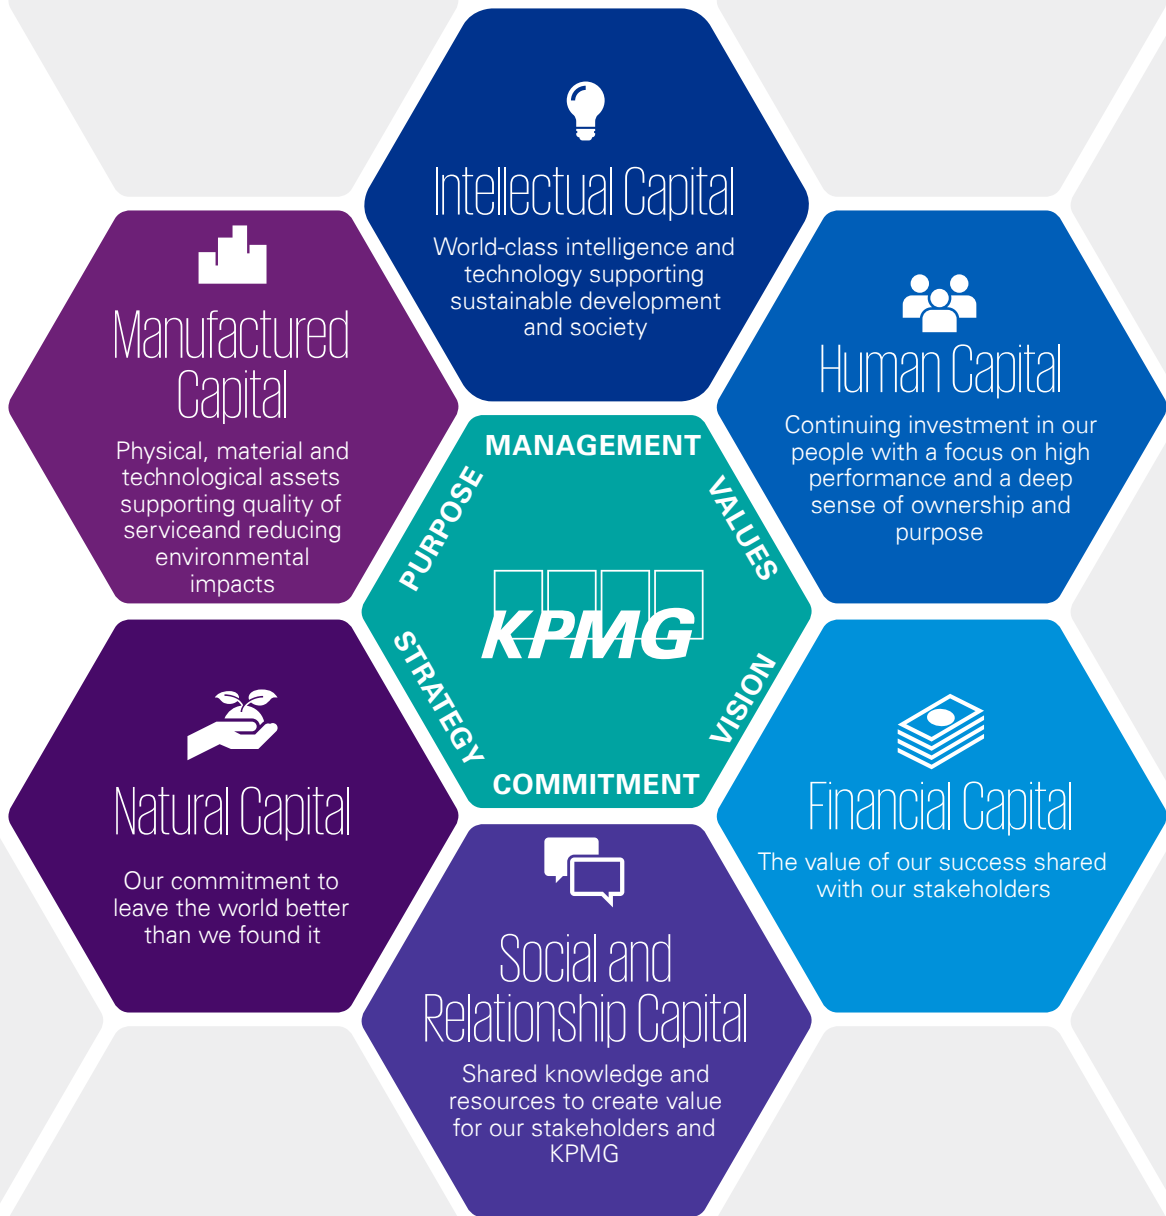 Intellectual Capital
World-class intelligence and
technology supporting
sustainable development
and society
Manufactured
Capital
Physical, material and
technological assets
supporting quality of
serviceand reducing
environmental
impacts
Human Capital
Continuing investment in our
people with a focus on high
performance and a deep
sense of ownership and
purpose
MANAGEMENT
PURPOSE
VALUES
KPMG
STRATEGY
VISION
COMMITMENT
Natural Capital
Our commitment to
leave the world better
than we found it
Financial Capital
The value of our success shared
with our stakeholders
Social and
Relationship Capital
Shared knowledge and
resources to create value
for our stakeholders and
KPMG